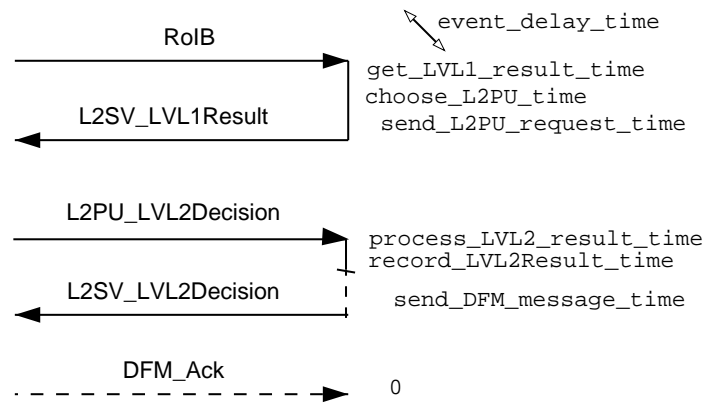 event_delay_time
RoIB
get_LVL1_result_time
choose_L2PU_time
L2SV_LVL1Result
send_L2PU_request_time
L2PU_LVL2Decision
process_LVL2_result_time
record_LVL2Result_time
L2SV_LVL2Decision
send_DFM_message_time
DFM_Ack
0